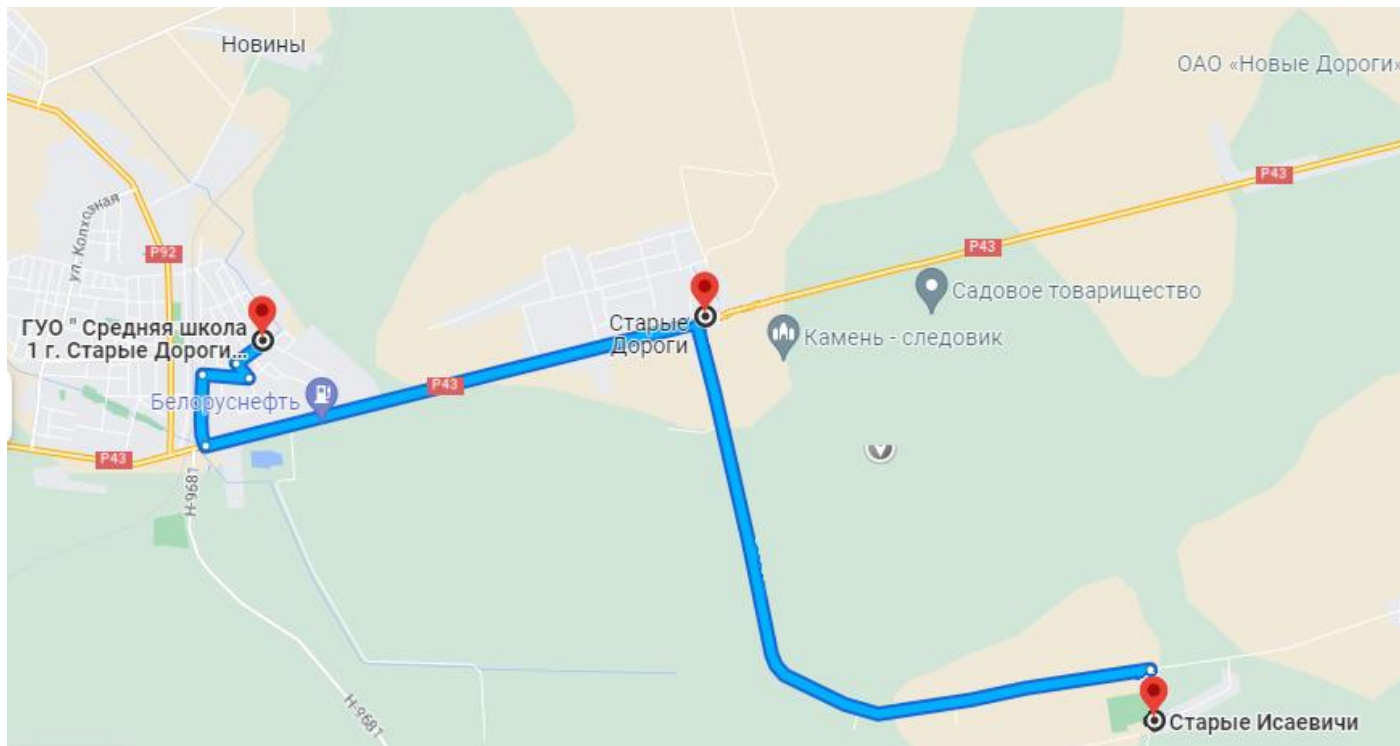 Новины
ОАО «Новые Дороги»
P43
ул. Колхозная
P92
P43
Садовое товарищество
ГУО " Средняя школа
1 г. Старые Дороги...
Старые
Дороги
Камень - следовик
P43
Белоруснефть
P43
Н-9681
Н-9681
Старые Исаевичи